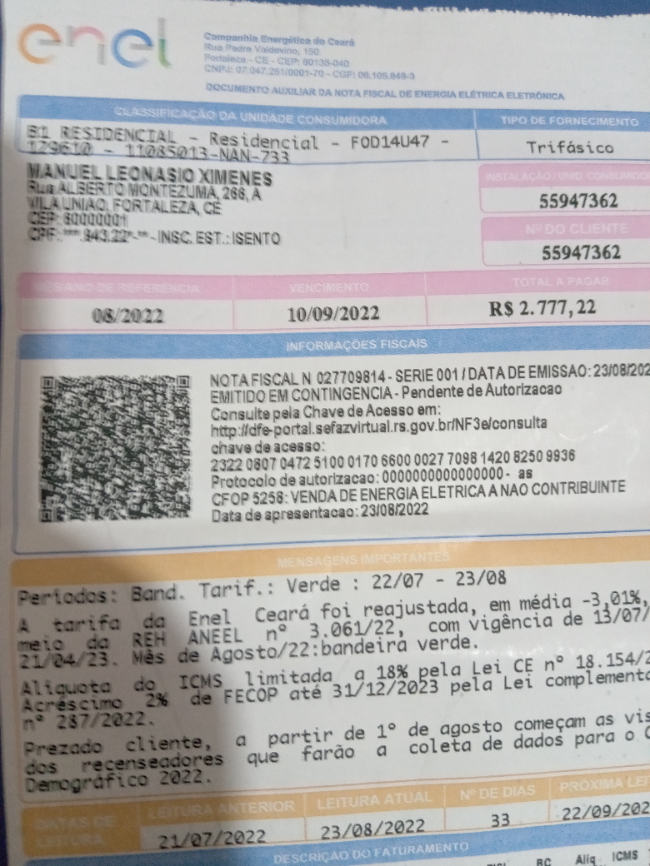 enel
Companhia Energética do Ceará
Rua Padre Valdevino, 150
Fortaleza - CE - CEP: 60135-040
CNPJ: 07.047.251/0001-70 - CGF: 06.105.848-3
DOCUMENTO AUXILIAR DA NOTA FISCAL DE ENERGIA ELÉTRICA ELETRÔNICA
CLASSIFICAÇÃO DA UNIDADE CONSUMIDORA
TIPO DE FORNECIMENTO
B1 RESIDENCIAL - Residencial - FOD14U47 -
129610 - 11085013-NAN-733
Trifásico
MANUEL LEONASIO XIMENES
Rua ALBERTO MONTEZUMA, 266, A
VILA UNIAO, FORTALEZA, CE
CEP: 60000001
CPF: ***.943.22*-** - INSC. EST.: ISENTO
INSTALAÇÃO / UNID. CONSUMIDO
55947362
Nº DO CLIENTE
55947362
MES/ANO DE REFERÊNCIA
VENCIMENTO
TOTAL A PAGAR
08/2022
10/09/2022
R$ 2.777,22
INFORMAÇÕES FISCAIS
NOTA FISCAL N 027709814 - SERIE 001 / DATA DE EMISSAO: 23/08/202
EMITIDO EM CONTINGENCIA - Pendente de Autorizacao
Consulte pela Chave de Acesso em:
http://dfe-portal.sefazvirtual.rs.gov.br/NF3e/consulta
chave de acesso:
2322 0807 0472 5100 0170 6600 0027 7098 1420 8250 9936
Protocolo de autorizacao: 0000000000000000 - as
CFOP 5258: VENDA DE ENERGIA ELETRICA A NAO CONTRIBUINTE
Data de apresentacao: 23/08/2022
MENSAGENS IMPORTANTES
Períodos: Band. Tarif.: Verde : 22/07 - 23/08
A tarifa da Enel Ceará foi reajustada, em média -3,01%,
meio da REH ANEEL nº 3.061/22, com vigência de 13/07/
21/04/23. Mês de Agosto/22:bandeira verde.
Alíquota do ICMS limitada a 18% pela Lei CE nº 18.154/2
Acréscimo 2% de FECOP até 31/12/2023 pela Lei complementa
nº 287/2022.
Prezado cliente, a partir de 1º de agosto começam as vis
dos recenseadores que farão a coleta de dados para o C
Demográfico 2022.
DATAS DE LEITURA
LEITURA ANTERIOR
LEITURA ATUAL
Nº DE DIAS
PRÓXIMA LEIT
21/07/2022
23/08/2022
33
22/09/202
DESCRIÇÃO DO FATURAMENTO
BC Alíq ICMS